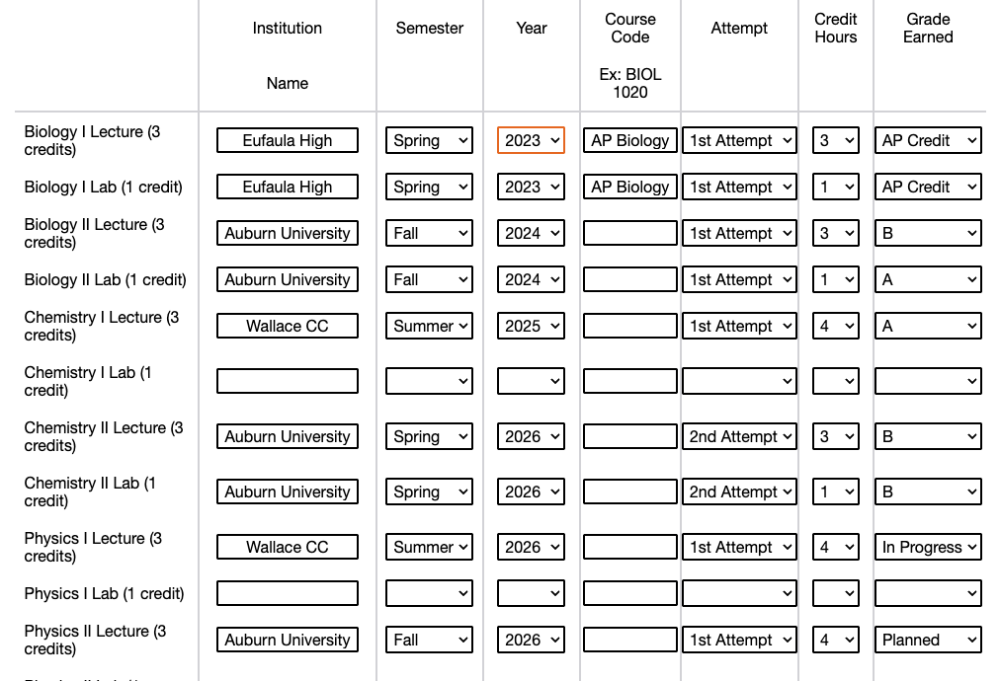 Institution Semester Year Course Code Attempt Credit Hours Grade Earned
Name Ex: BIOL 1020
Biology I Lecture (3 credits) Eufaula High Spring 2023 AP Biology 1st Attempt 3 AP Credit
Biology I Lab (1 credit) Eufaula High Spring 2023 AP Biology 1st Attempt 1 AP Credit
Biology II Lecture (3 credits) Auburn University Fall 2024 1st Attempt 3 B
Biology II Lab (1 credit) Auburn University Fall 2024 1st Attempt 1 A
Chemistry I Lecture (3 credits) Wallace CC Summer 2025 1st Attempt 4 A
Chemistry I Lab (1 credit)
Chemistry II Lecture (3 credits) Auburn University Spring 2026 2nd Attempt 3 B
Chemistry II Lab (1 credit) Auburn University Spring 2026 2nd Attempt 1 B
Physics I Lecture (3 credits) Wallace CC Summer 2026 1st Attempt 4 In Progress
Physics I Lab (1 credit)
Physics II Lecture (3 credits) Auburn University Fall 2026 1st Attempt 4 Planned